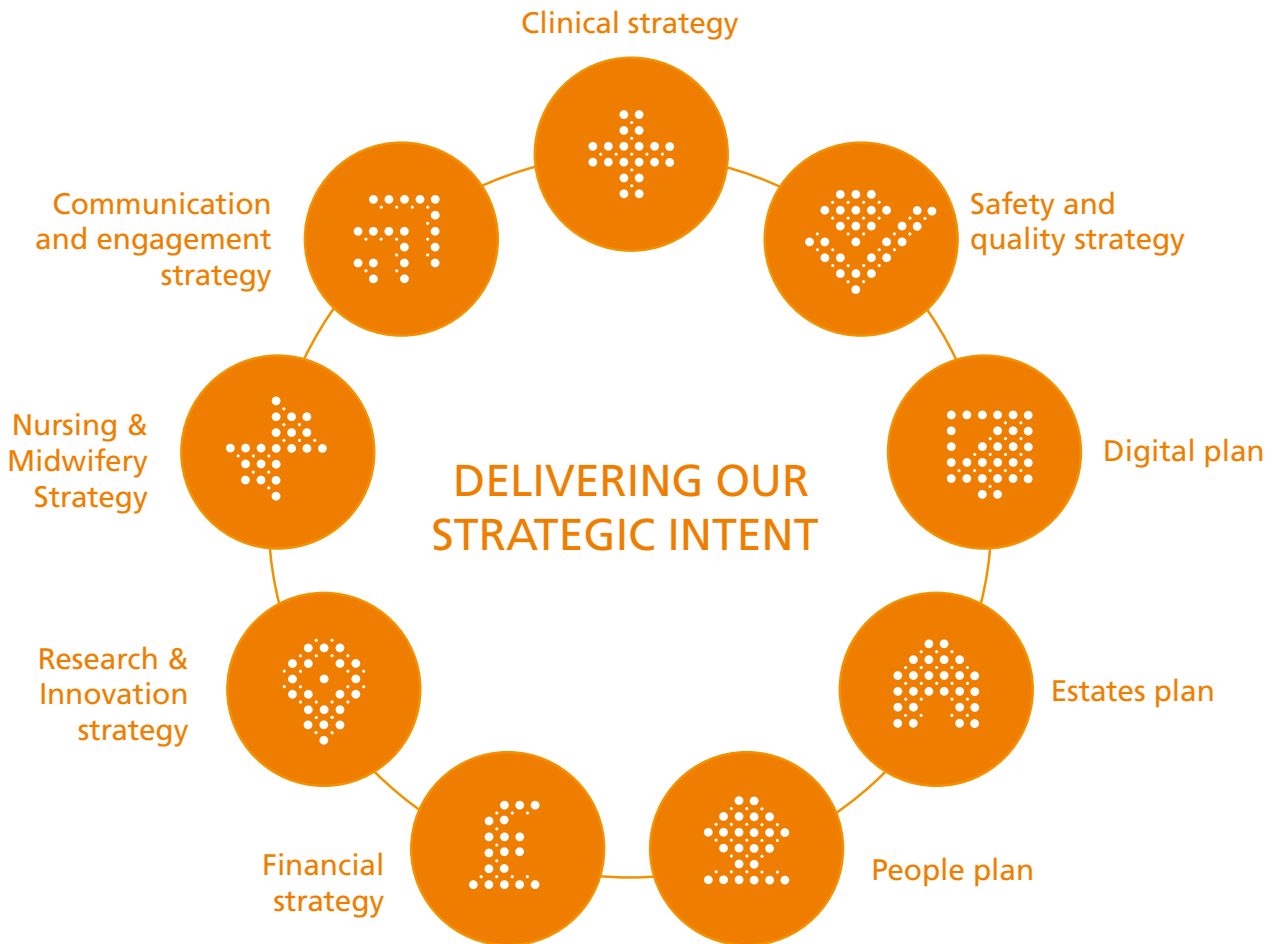 Clinical strategy
Safety and
quality strategy
Digital plan
Estates plan
People plan
Financial
strategy
Research &
Innovation
strategy
Nursing &
Midwifery
Strategy
Communication
and engagement
strategy
DELIVERING OUR
STRATEGIC INTENT